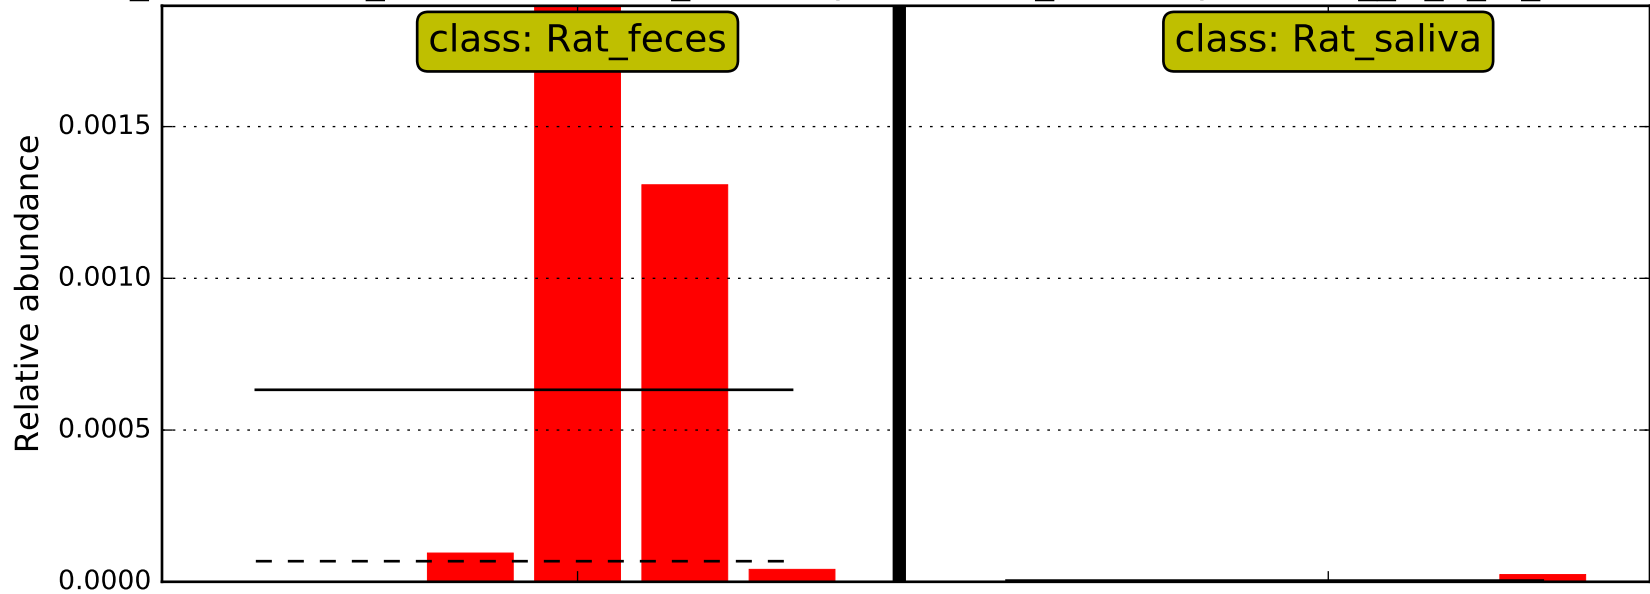 class: Rat_feces
class: Rat_saliva
Relative abundance
0.0015
0.0010
0.0005
0.0000